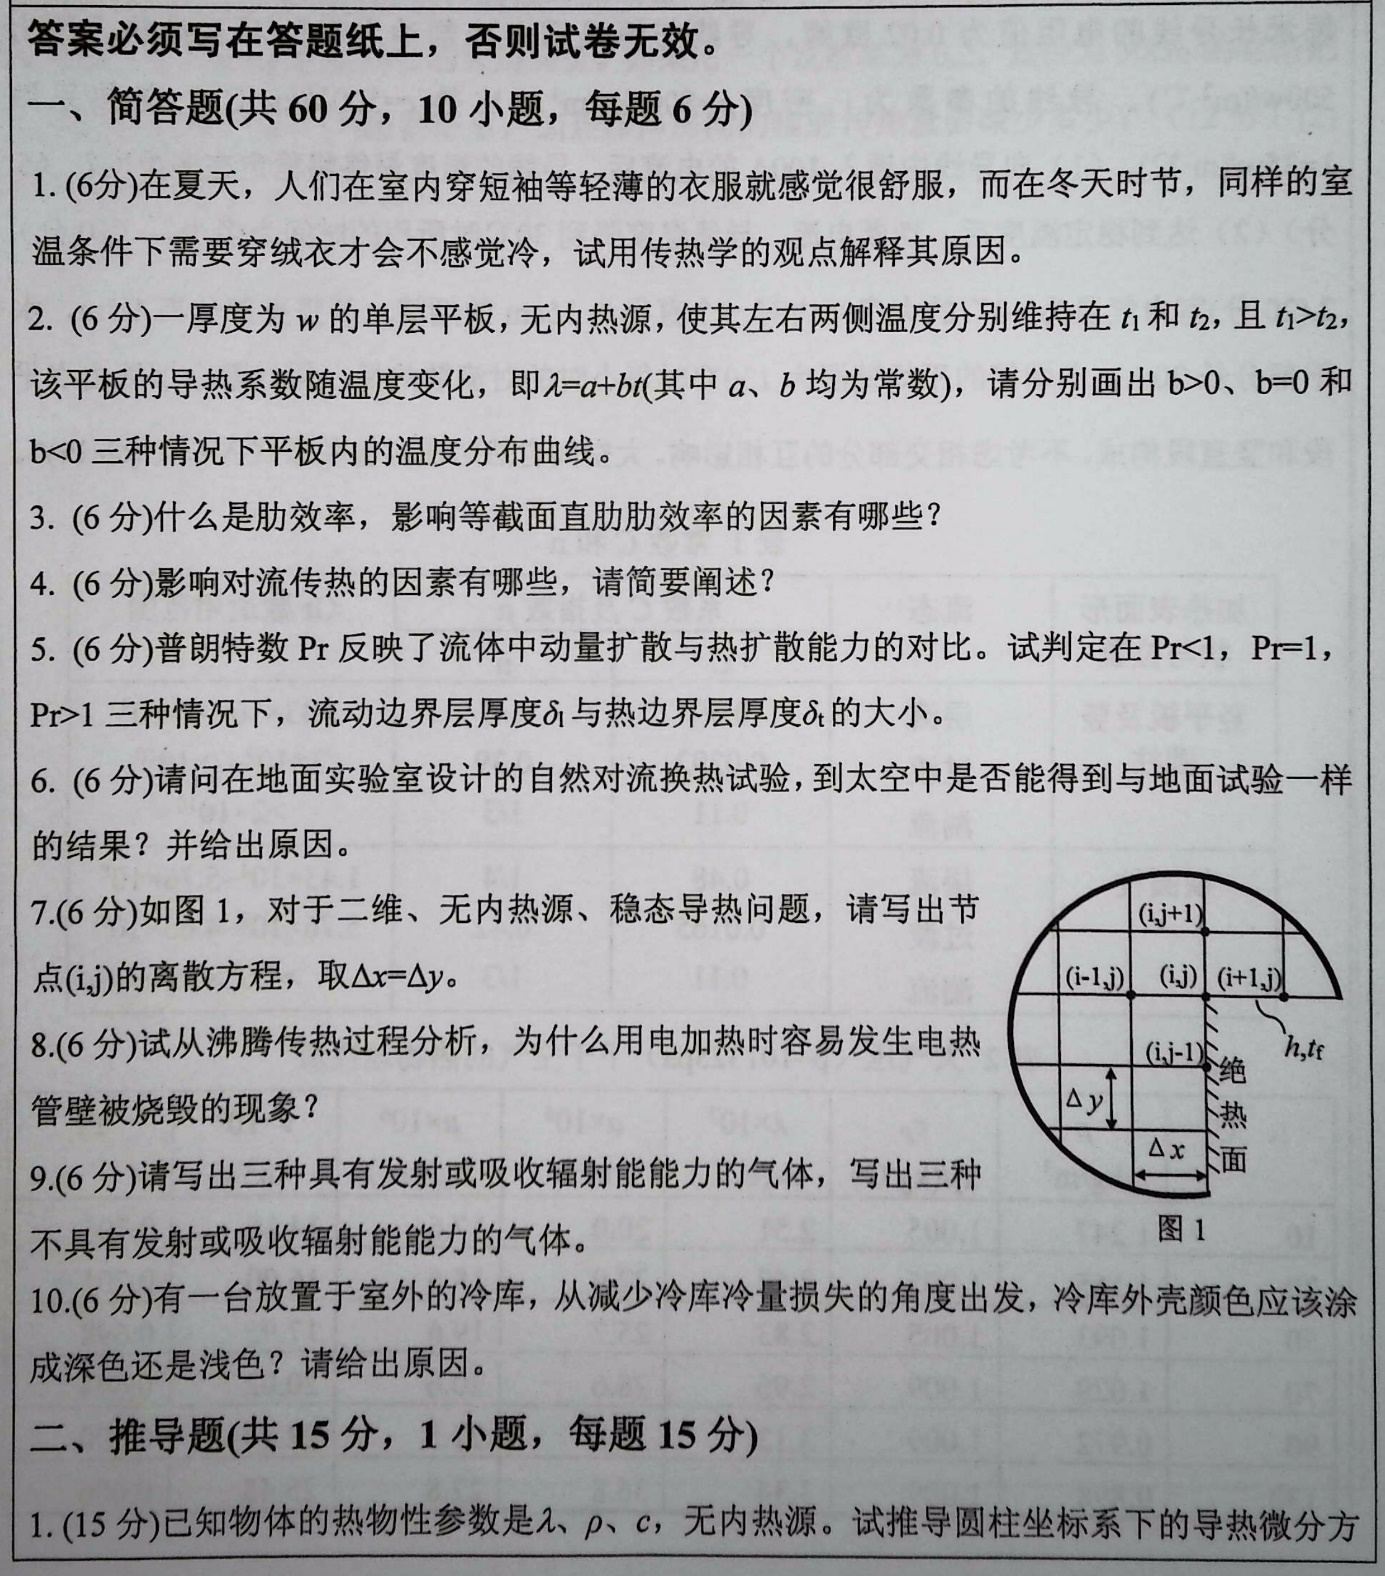 答案必须写在答题纸上，否则试卷无效。
一、简答题(共 60 分，10 小题，每题 6 分)
1. (6分)在夏天，人们在室内穿短袖等轻薄的衣服就感觉很舒服，而在冬天时节，同样的室
温条件下需要穿绒衣才会不感觉冷，试用传热学的观点解释其原因。
2. (6 分)一厚度为 w 的单层平板，无内热源，使其左右两侧温度分别维持在 t1 和 t2，且 t1>t2，
该平板的导热系数随温度变化，即λ=a+bt(其中 a、b 均为常数)，请分别画出 b>0、b=0 和
b<0 三种情况下平板内的温度分布曲线。
3. (6 分)什么是肋效率，影响等截面直肋肋效率的因素有哪些？
4. (6 分)影响对流传热的因素有哪些，请简要阐述？
5. (6 分)普朗特数 Pr 反映了流体中动量扩散与热扩散能力的对比。试判定在 Pr<1，Pr=1，
Pr>1 三种情况下，流动边界层厚度δl 与热边界层厚度δt 的大小。
6. (6 分)请问在地面实验室设计的自然对流换热试验，到太空中是否能得到与地面试验一样
的结果？并给出原因。
7.(6 分)如图 1，对于二维、无内热源、稳态导热问题，请写出节
点(i,j)的离散方程，取Δx=Δy。
8.(6 分)试从沸腾传热过程分析，为什么用电加热时容易发生电热
管壁被烧毁的现象？
9.(6 分)请写出三种具有发射或吸收辐射能能力的气体，写出三种
不具有发射或吸收辐射能能力的气体。
(i,j+1)
(i-1,j)
(i,j)
(i+1,j)
h,tf
(i,j-1)
绝
热
面
Δy
Δx
图 1
10.(6 分)有一台放置于室外的冷库，从减少冷库冷量损失的角度出发，冷库外壳颜色应该涂
成深色还是浅色？请给出原因。
二、推导题(共 15 分，1 小题，每题 15 分)
1. (15 分)已知物体的热物性参数是λ、ρ、c，无内热源。试推导圆柱坐标系下的导热微分方